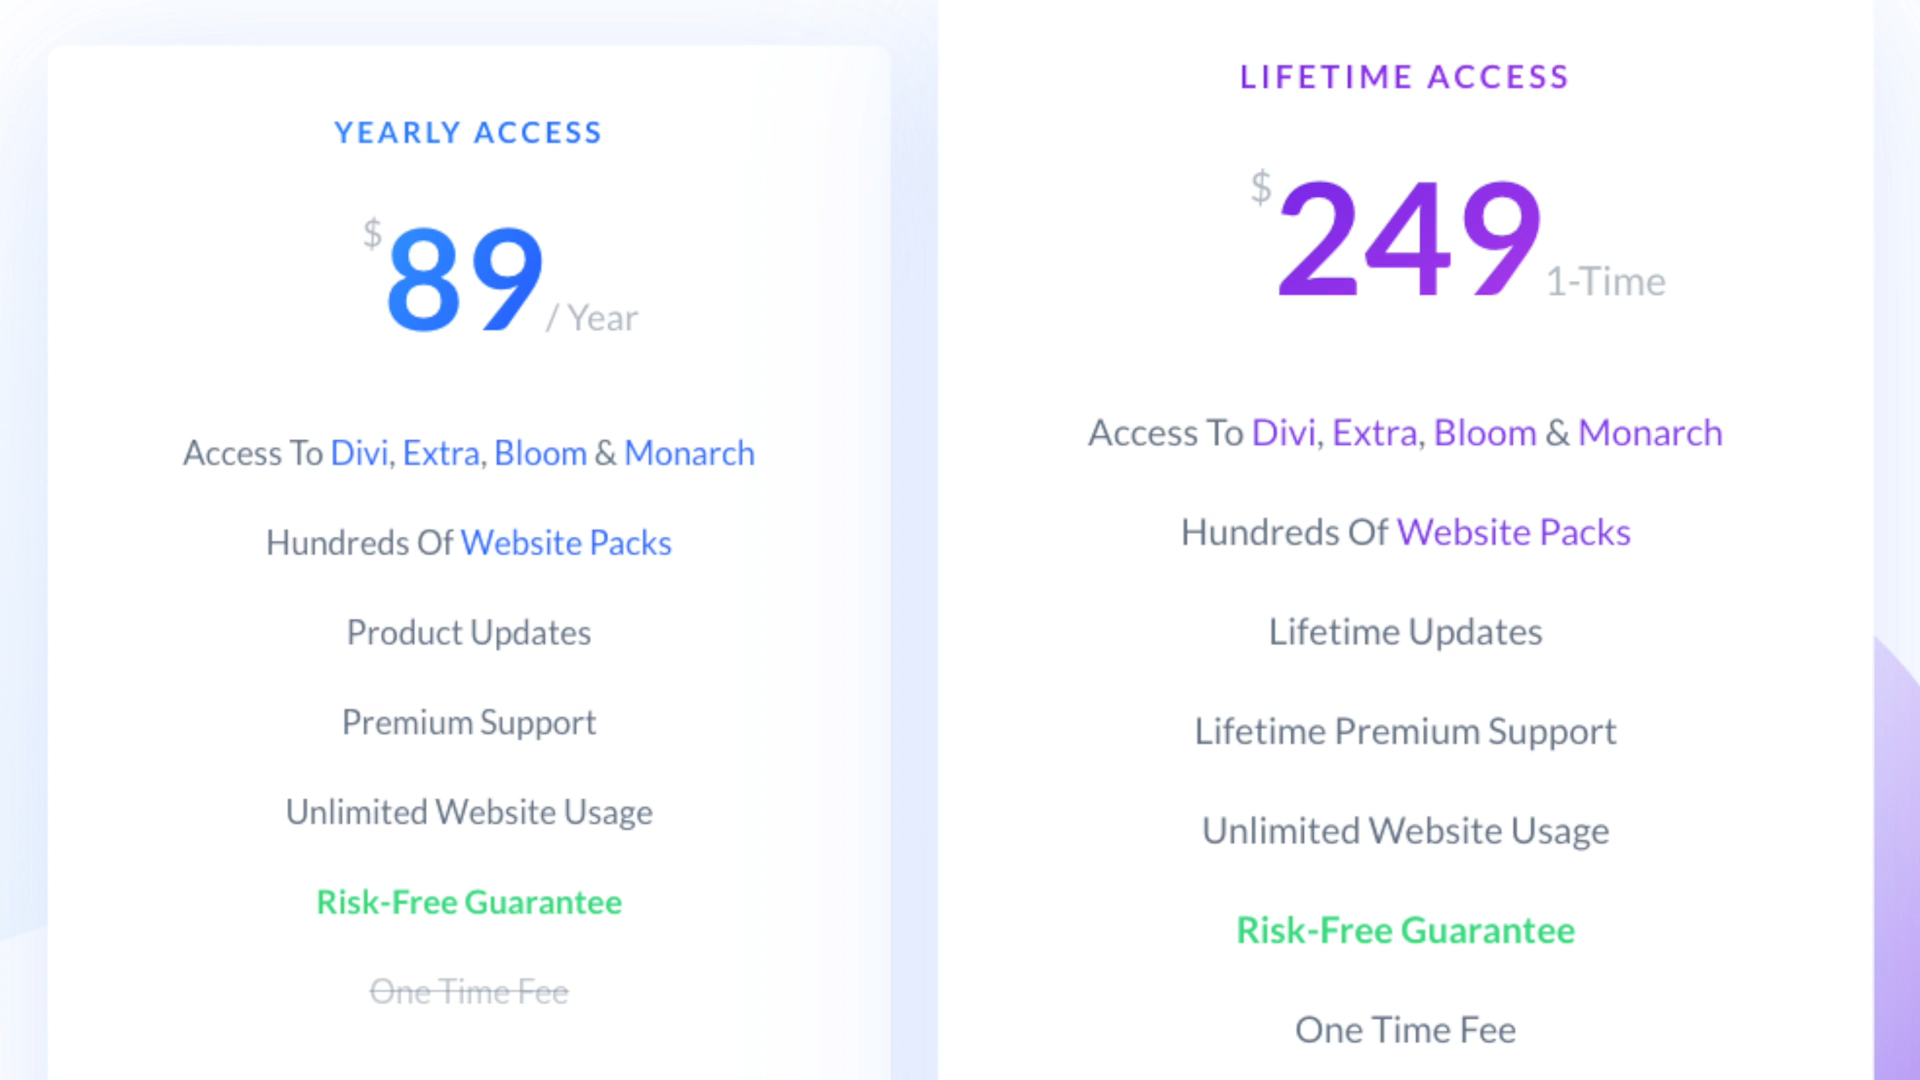 YEARLY ACCESS
$89/ Year
Access To Divi, Extra, Bloom & Monarch
Hundreds Of Website Packs
Product Updates
Premium Support
Unlimited Website Usage
Risk-Free Guarantee
One Time Fee
LIFETIME ACCESS
$249 1-Time
Access To Divi, Extra, Bloom & Monarch
Hundreds Of Website Packs
Lifetime Updates
Lifetime Premium Support
Unlimited Website Usage
Risk-Free Guarantee
One Time Fee